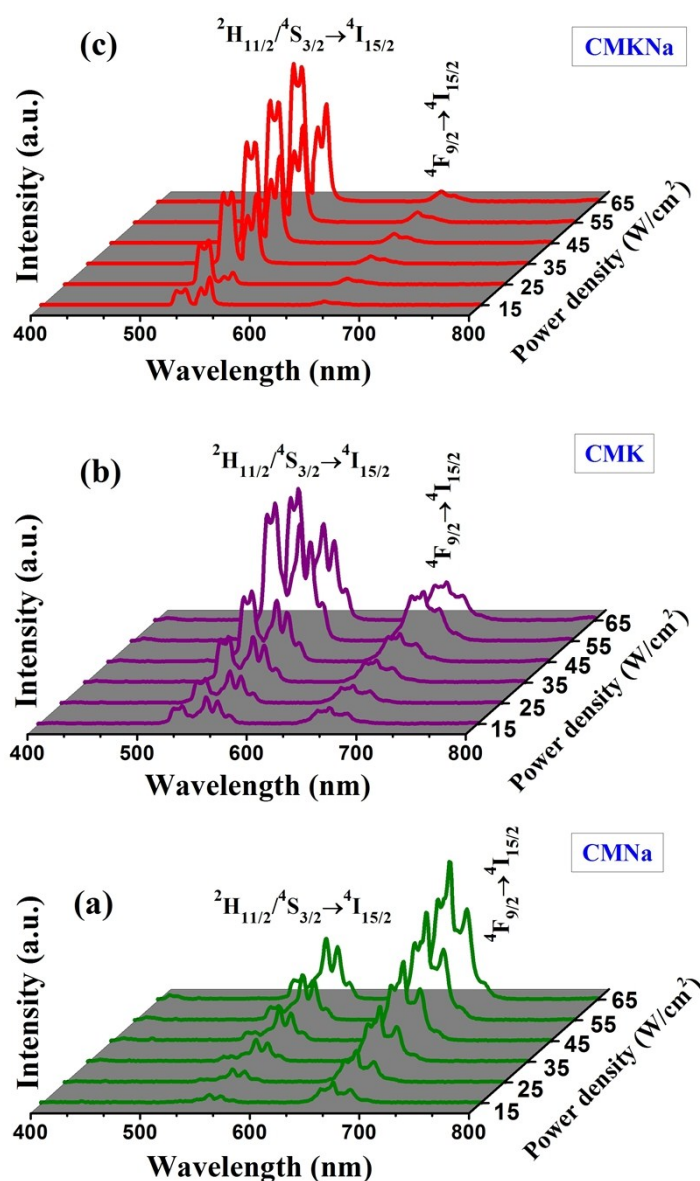 (c)
²H₁₁/₂/⁴S₃/₂→⁴I₁₅/₂
⁴F₉/₂→⁴I₁₅/₂
CMKNa
Intensity (a.u.)
65
55
45
35
25
15
Power density (W/cm²)
400 500 600 700 800
Wavelength (nm)
(b)
²H₁₁/₂/⁴S₃/₂→⁴I₁₅/₂
⁴F₉/₂→⁴I₁₅/₂
CMK
Intensity (a.u.)
65
55
45
35
25
15
Power density (W/cm²)
400 500 600 700 800
Wavelength (nm)
(a)
²H₁₁/₂/⁴S₃/₂→⁴I₁₅/₂
⁴F₉/₂→⁴I₁₅/₂
CMNa
Intensity (a.u.)
65
55
45
35
25
15
Power density (W/cm²)
400 500 600 700 800
Wavelength (nm)